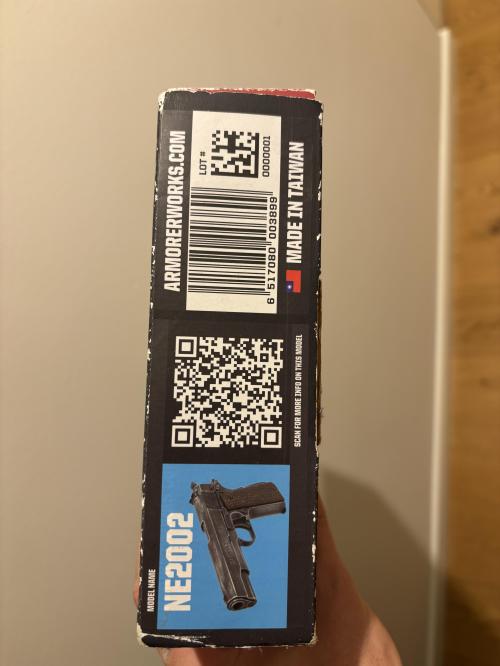 MODEL NAME
NE2002
SCAN FOR MORE INFO ON THIS MODEL
ARMORERWORKS.COM
LOT #
0000001
6 517080 003899
MADE IN TAIWAN